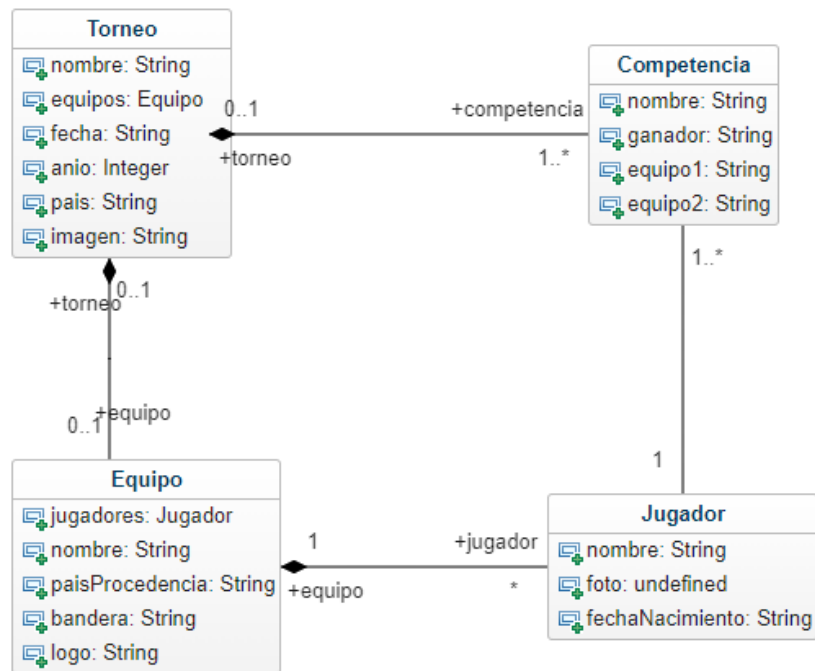 Torneo
nombre: String
equipos: Equipo
fecha: String
anio: Integer
pais: String
imagen: String
0..1
+torneo
+competencia
1..*
Competencia
nombre: String
ganador: String
equipo1: String
equipo2: String
0..1
+torneo
+equipo
0..1
1..*
1
Equipo
jugadores: Jugador
nombre: String
paisProcedencia: String
bandera: String
logo: String
1
+equipo
+jugador
*
Jugador
nombre: String
foto: undefined
fechaNacimiento: String